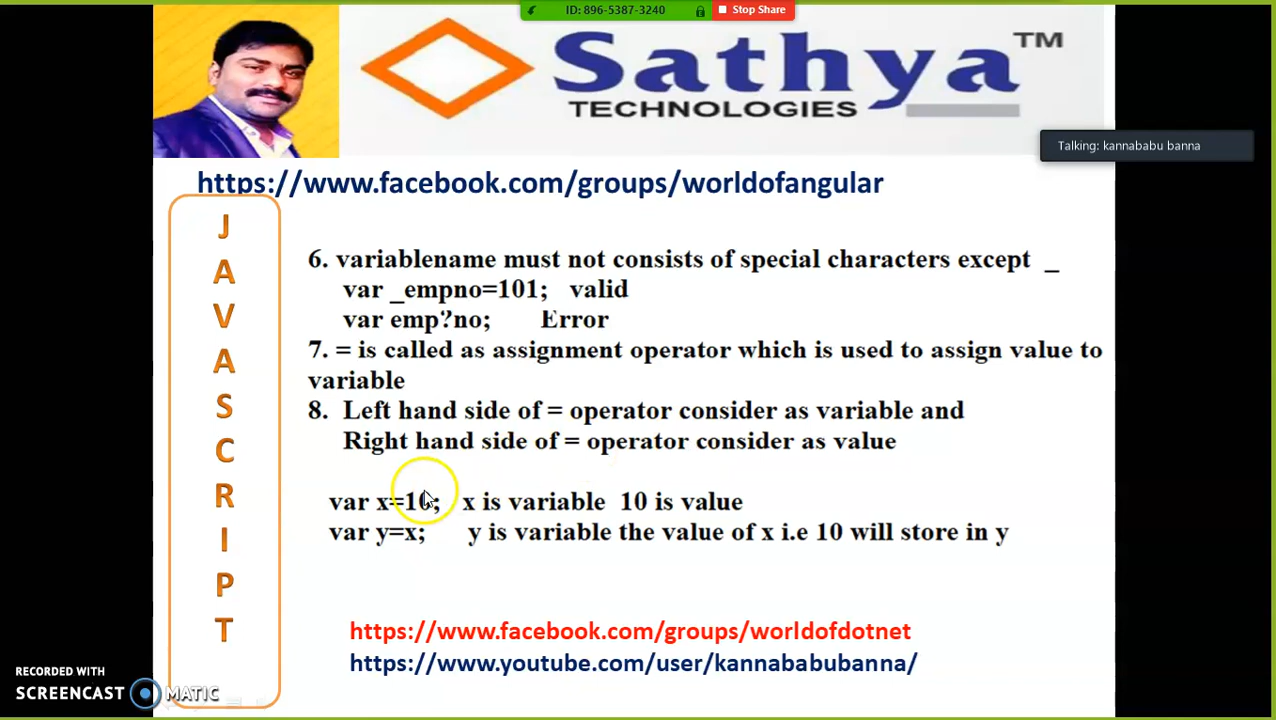 ID: 896-5387-3240 Stop Share
Sathya TM
TECHNOLOGIES
Talking: kannababu banna
https://www.facebook.com/groups/worldofangular
J
A
V
A
S
C
R
I
P
T
6. variablename must not consists of special characters except _
var _empno=101; valid
var emp?no; Error
7. = is called as assignment operator which is used to assign value to
variable
8. Left hand side of = operator consider as variable and
Right hand side of = operator consider as value
var x=10; x is variable 10 is value
var y=x; y is variable the value of x i.e 10 will store in y
https://www.facebook.com/groups/worldofdotnet
https://www.youtube.com/user/kannababubanna/
RECORDED WITH
SCREENCAST MATIC